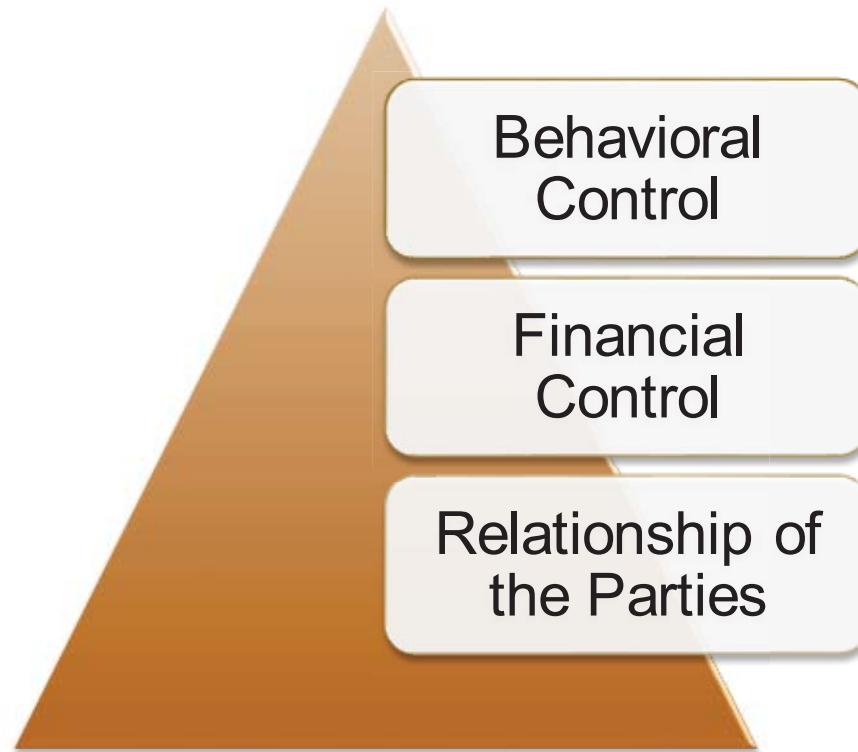 Behavioral
Control
Financial
Control
Relationship of
the Parties